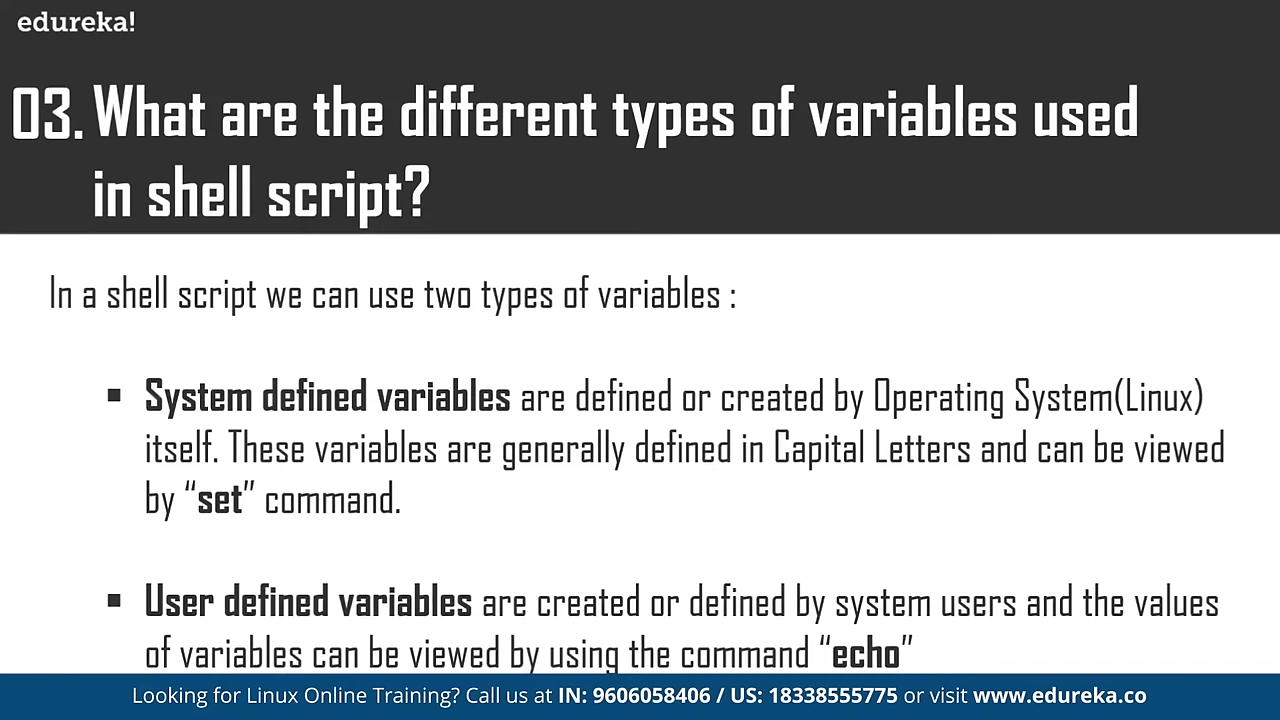 edureka!
03. What are the different types of variables used
in shell script?
In a shell script we can use two types of variables :
▪ System defined variables are defined or created by Operating System(Linux)
itself. These variables are generally defined in Capital Letters and can be viewed
by “set” command.
▪ User defined variables are created or defined by system users and the values
of variables can be viewed by using the command “echo”
Looking for Linux Online Training? Call us at IN: 9606058406 / US: 18338555775 or visit www.edureka.co